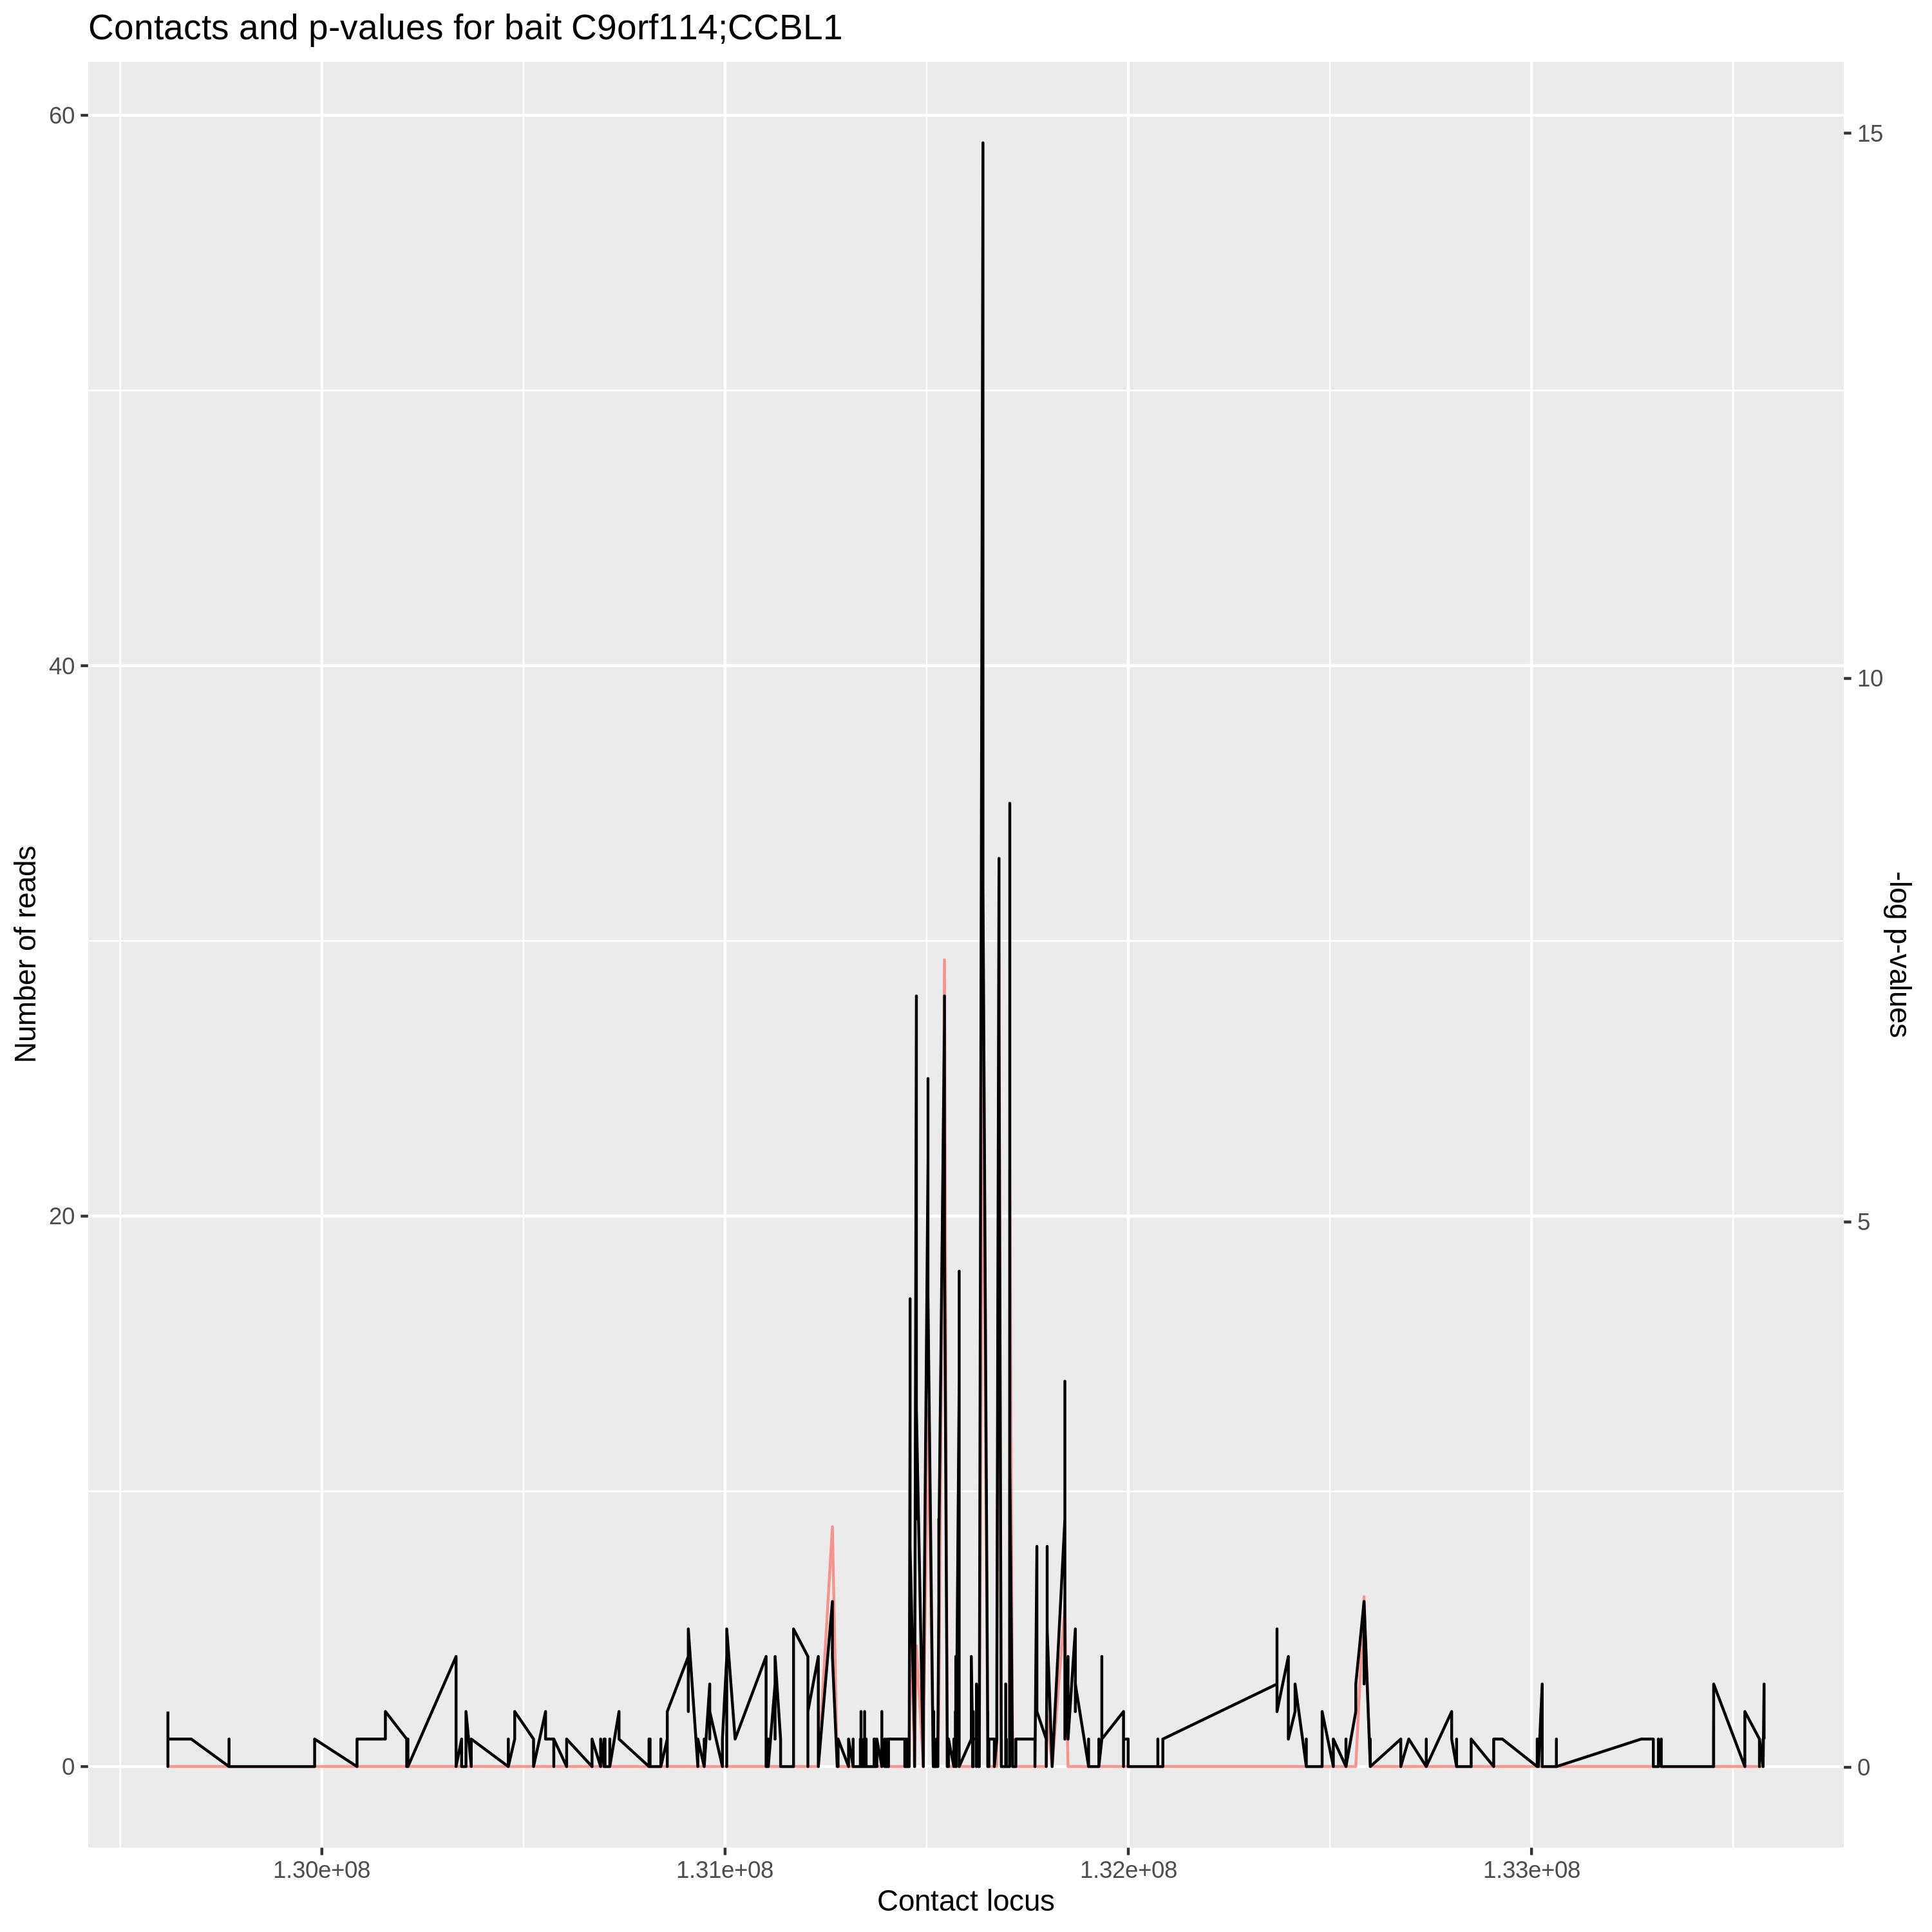 Contacts and p-values for bait C9orf114;CCBL1
60
40
20
0
Number of reads
15
10
5
0
-log p-values
1.30e+08 1.31e+08 1.32e+08 1.33e+08
Contact locus